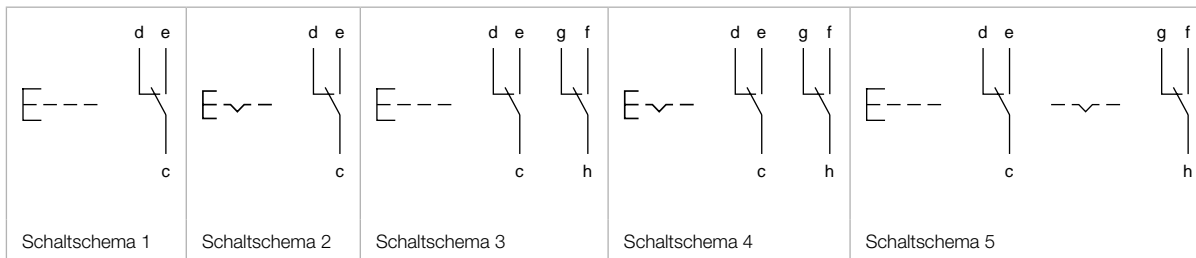 d e
c
Schaltschema 1
d e
c
Schaltschema 2
d e g f
c h
Schaltschema 3
d e g f
c h
Schaltschema 4
d e g f
c h
Schaltschema 5